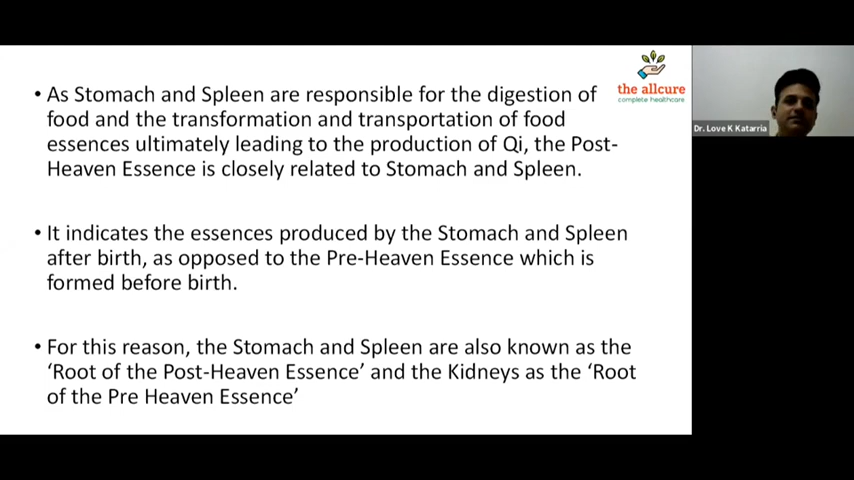 the allcure
complete healthcare
Dr. Love K Katarria
• As Stomach and Spleen are responsible for the digestion of
food and the transformation and transportation of food
essences ultimately leading to the production of Qi, the Post-
Heaven Essence is closely related to Stomach and Spleen.
• It indicates the essences produced by the Stomach and Spleen
after birth, as opposed to the Pre-Heaven Essence which is
formed before birth.
• For this reason, the Stomach and Spleen are also known as the
‘Root of the Post-Heaven Essence’ and the Kidneys as the ‘Root
of the Pre Heaven Essence’